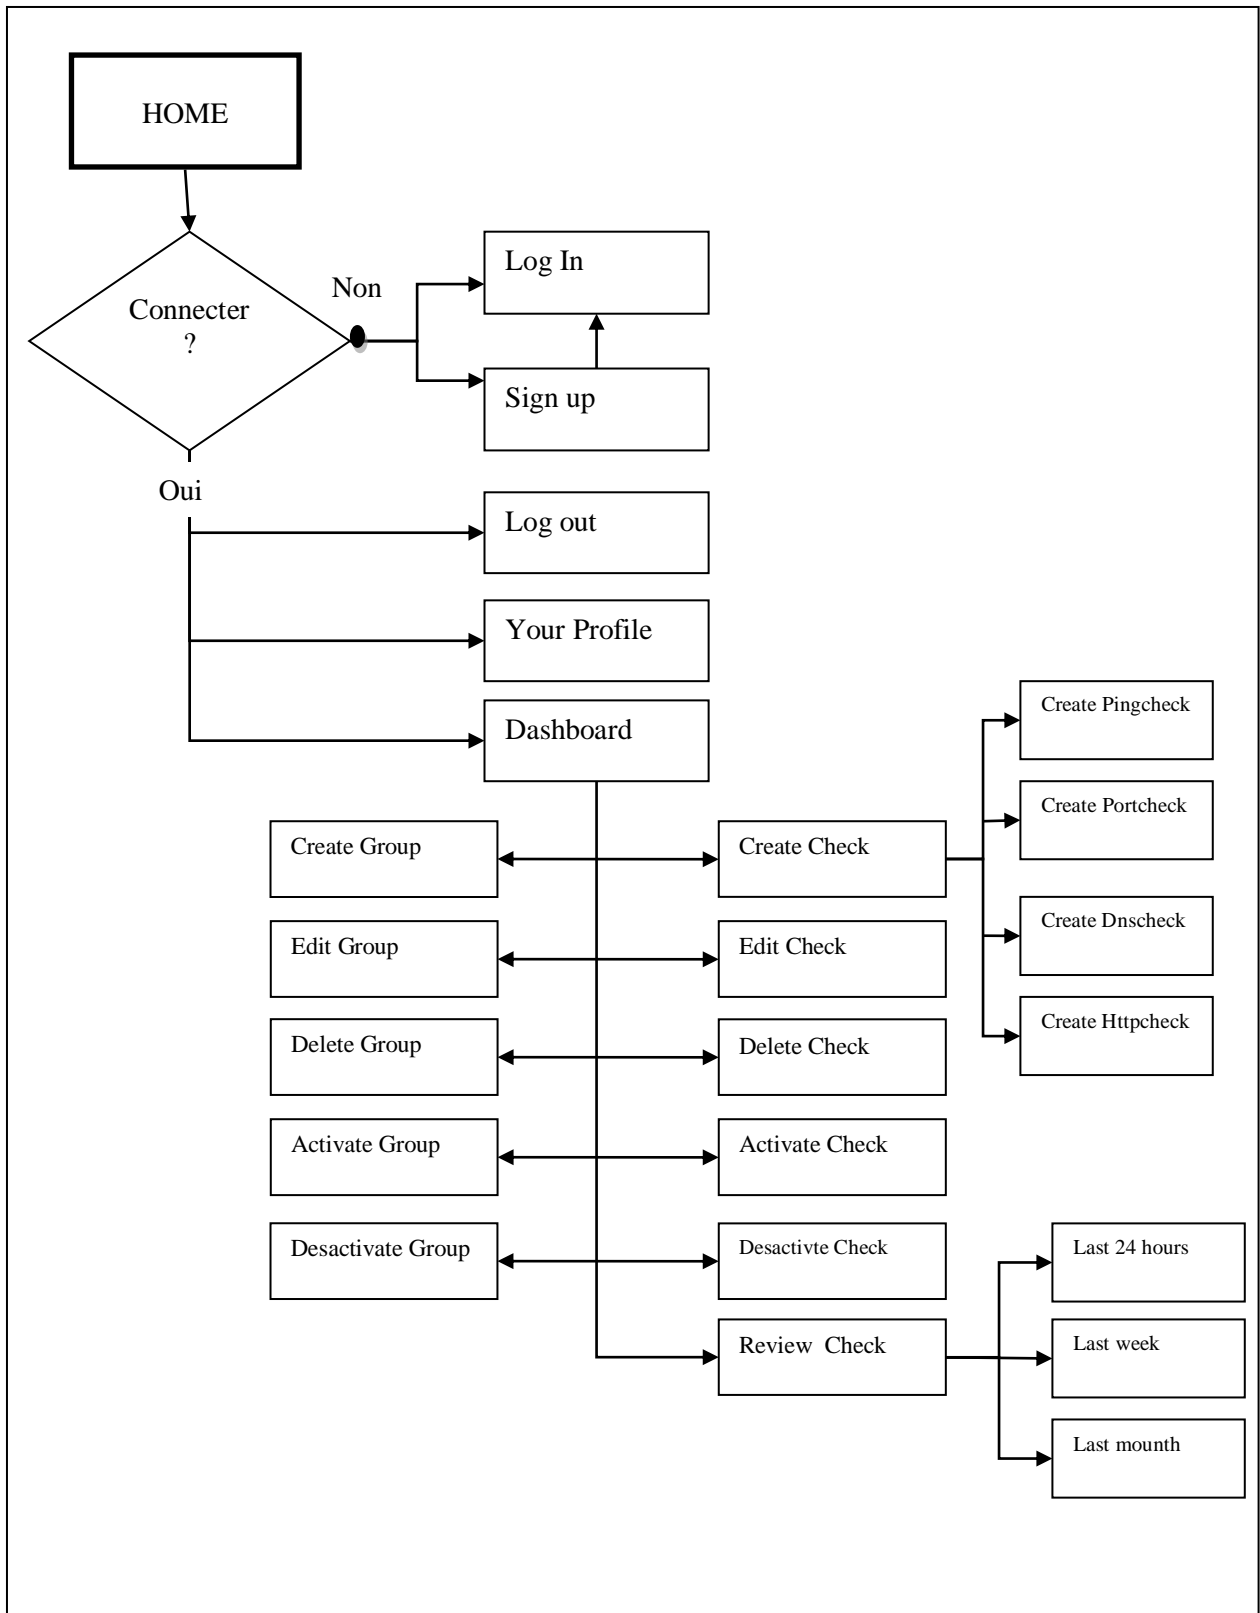 HOME
Connecter
?
Non
Log In
Sign up
Oui
Log out
Your Profile
Dashboard
Create Group
Create Check
Create Pingcheck
Create Portcheck
Create Dnscheck
Create Httpcheck
Edit Group
Edit Check
Delete Group
Delete Check
Activate Group
Activate Check
Desactivate Group
Desactivte Check
Review  Check
Last 24 hours
Last week
Last mounth